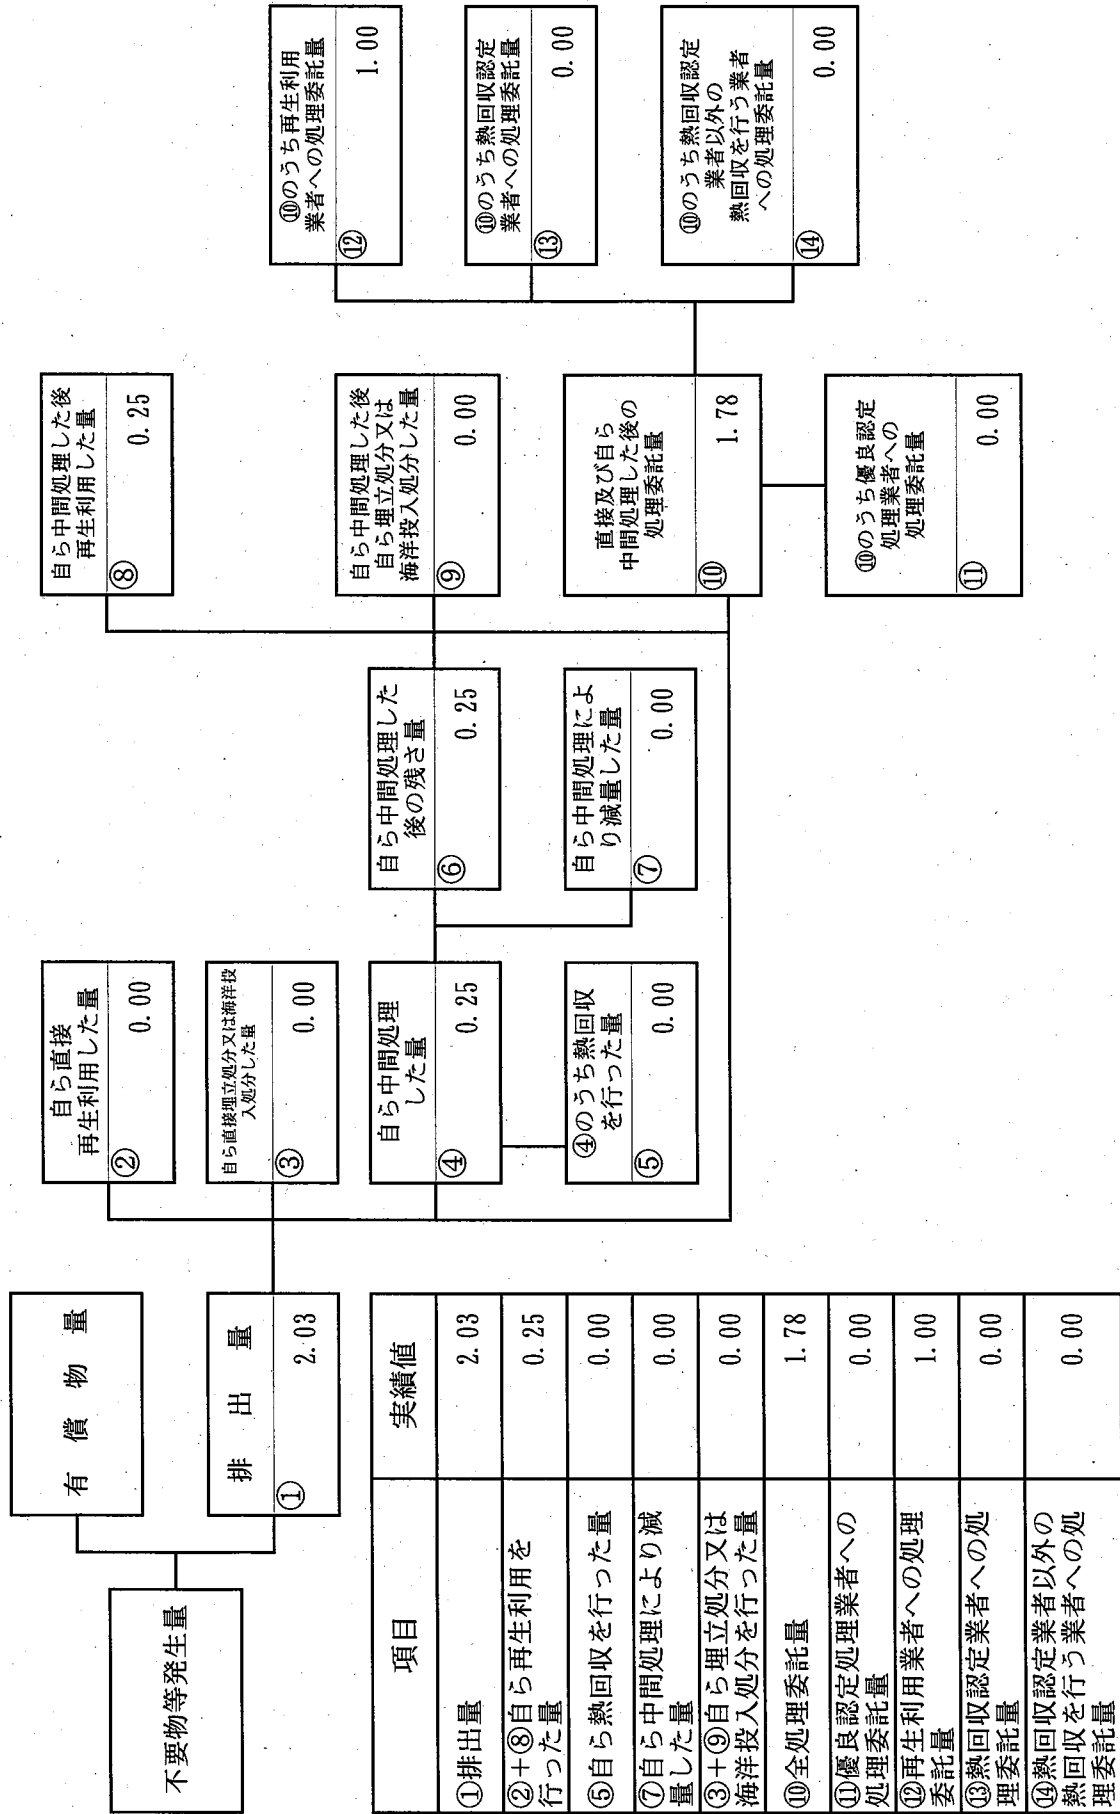 不要物等発生量
有償物量
排出量
①
2.03
自ら直接
再生利用した量
②
0.00
自ら直接埋立処分又は海洋投
入処分した量
③
0.00
自ら中間処理
した量
④
0.25
④のうち熱回収
を行った量
⑤
0.00
自ら中間処理した
後の残さ量
⑥
0.25
自ら中間処理によ
り減量した量
⑦
0.00
自ら中間処理した後
再生利用した量
⑧
0.25
自ら中間処理した後
自ら埋立処分又は
海洋投入処分した量
⑨
0.00
直接及び自ら
中間処理した後の
処理委託量
⑩
1.78
⑩のうち優良認定
処理業者への
処理委託量
⑪
0.00
⑩のうち再生利用
業者への処理委託量
⑫
1.00
⑩のうち熱回収認定
業者への処理委託量
⑬
0.00
⑩のうち熱回収認定
業者以外の
熱回収を行う業者
への処理委託量
⑭
0.00
項目
実績値
①排出量
2.03
②+⑧自ら再生利用を
行った量
0.25
⑤自ら熱回収を行った量
0.00
⑦自ら中間処理により減
量した量
0.00
③+⑨自ら埋立処分又は
海洋投入処分を行った量
0.00
⑩全処理委託量
1.78
⑪優良認定処理業者への
処理委託量
0.00
⑫再生利用業者への処理
委託量
1.00
⑬熱回収認定業者への処
理委託量
0.00
⑭熱回収認定業者以外の
熱回収を行う業者への処
理委託量
0.00